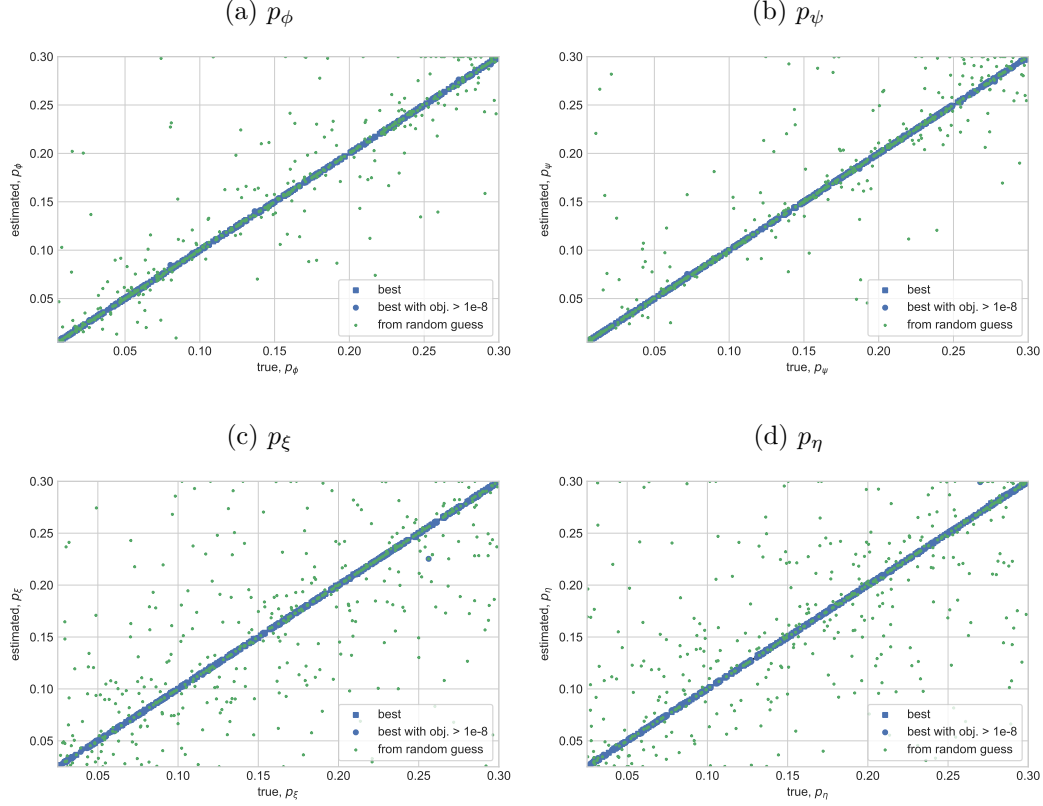 (a) pϕ
(b) pψ
0.30
0.25
0.20
0.15
0.10
0.05
estimated, pϕ
best
best with obj. > 1e-8
from random guess
0.05 0.10 0.15 0.20 0.25 0.30
true, pϕ
0.30
0.25
0.20
0.15
0.10
0.05
estimated, pψ
best
best with obj. > 1e-8
from random guess
0.05 0.10 0.15 0.20 0.25 0.30
true, pψ
(c) pξ
(d) pη
0.30
0.25
0.20
0.15
0.10
0.05
estimated, pξ
best
best with obj. > 1e-8
from random guess
0.05 0.10 0.15 0.20 0.25 0.30
true, pξ
0.30
0.25
0.20
0.15
0.10
0.05
estimated, pη
best
best with obj. > 1e-8
from random guess
0.05 0.10 0.15 0.20 0.25 0.30
true, pη